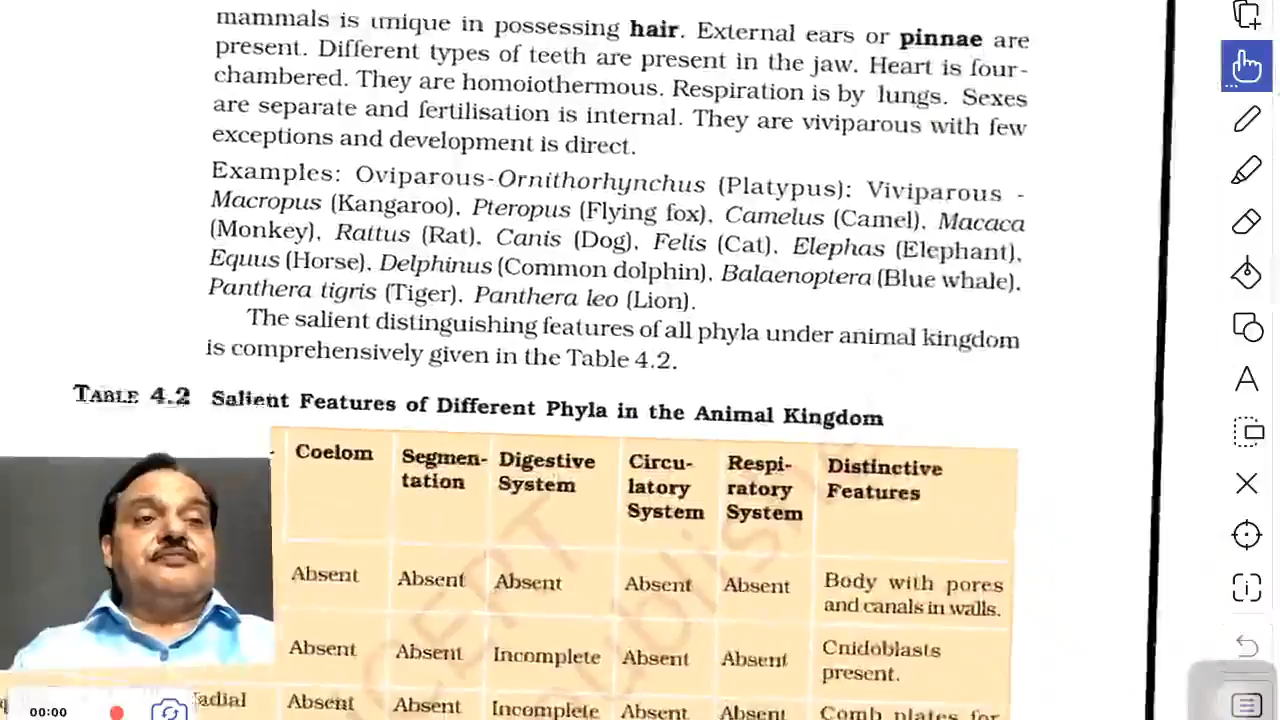 mammals is unique in possessing hair. External ears or pinnae are
present. Different types of teeth are present in the jaw. Heart is four-
chambered. They are homoiothermous. Respiration is by lungs. Sexes
are separate and fertilisation is internal. They are viviparous with few
exceptions and development is direct.
Examples: Oviparous-Ornithorhynchus (Platypus); Viviparous -
Macropus (Kangaroo), Pteropus (Flying fox), Camelus (Camel), Macaca
(Monkey), Rattus (Rat), Canis (Dog), Felis (Cat), Elephas (Elephant),
Equus (Horse), Delphinus (Common dolphin), Balaenoptera (Blue whale),
Panthera tigris (Tiger), Panthera leo (Lion).
The salient distinguishing features of all phyla under animal kingdom
is comprehensively given in the Table 4.2.
TABLE 4.2 Salient Features of Different Phyla in the Animal Kingdom
Coelom Segmen- Digestive Circu- Respi- Distinctive
tation System latory ratory Features
System System
Absent Absent Absent Absent Absent Body with pores
and canals in walls.
Absent Absent Incomplete Absent Absent Cnidoblasts
present.
adial Absent Absent Incomplete Absent Absent Comb plates for
00:00